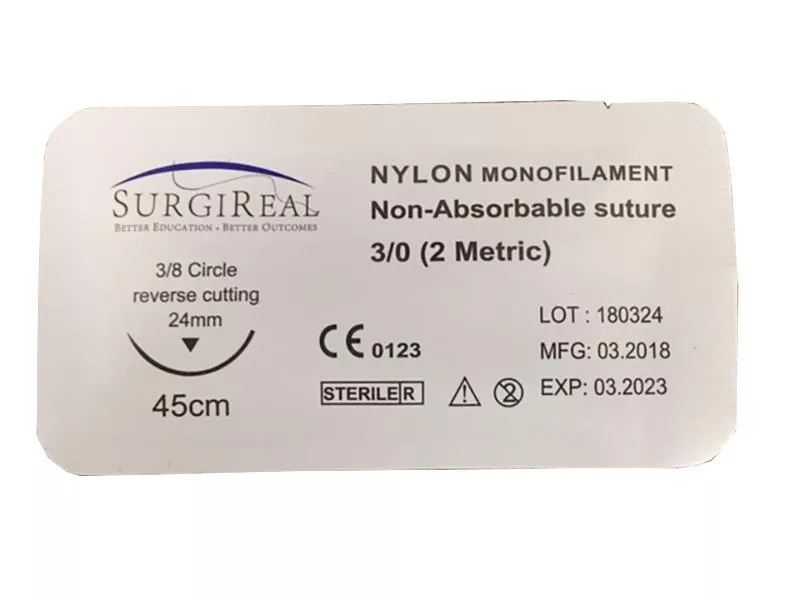 SURGIREAL
BETTER EDUCATION • BETTER OUTCOMES
3/8 Circle
reverse cutting
24mm
45cm
NYLON MONOFILAMENT
Non-Absorbable suture
3/0 (2 Metric)
CE 0123
STERILE R
2
LOT : 180324
MFG: 03.2018
EXP: 03.2023